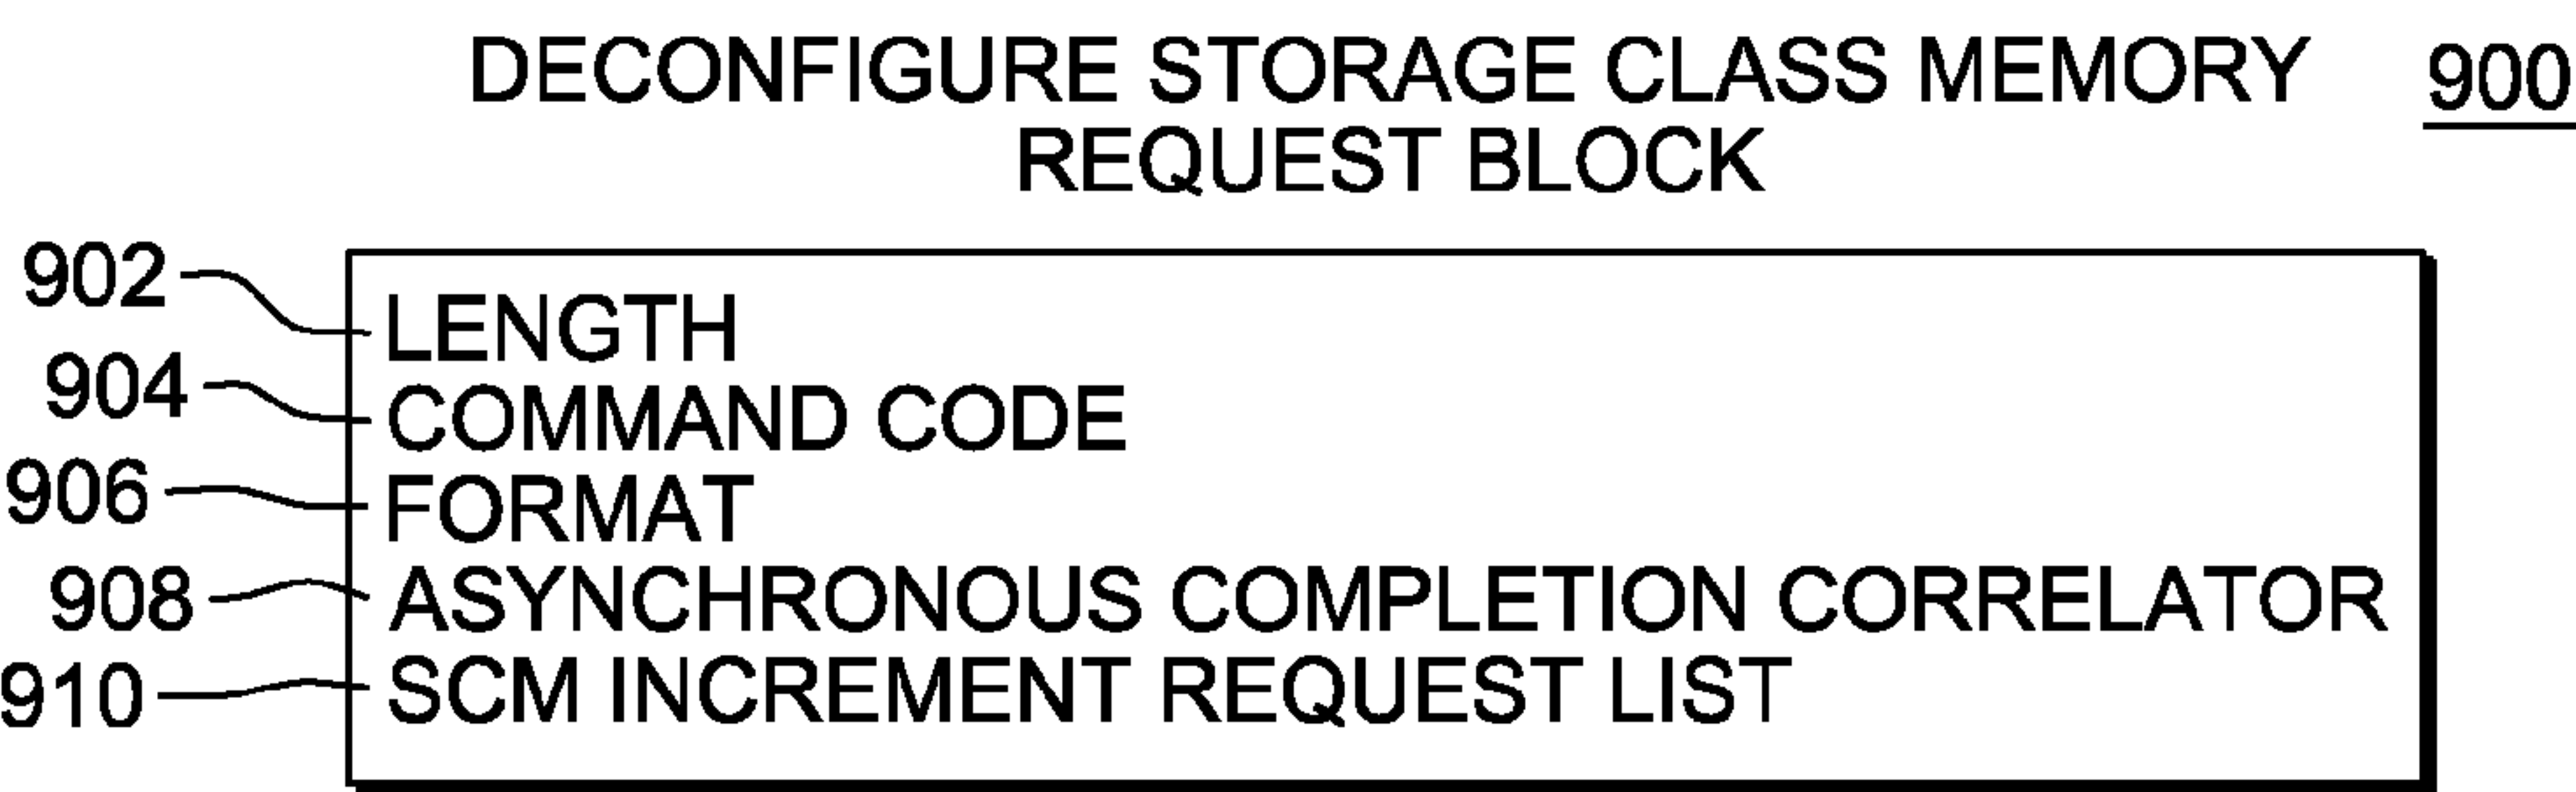 DECONFIGURE STORAGE CLASS MEMORY 900
REQUEST BLOCK
902 LENGTH
904 COMMAND CODE
906 FORMAT
908 ASYNCHRONOUS COMPLETION CORRELATOR
910 SCM INCREMENT REQUEST LIST